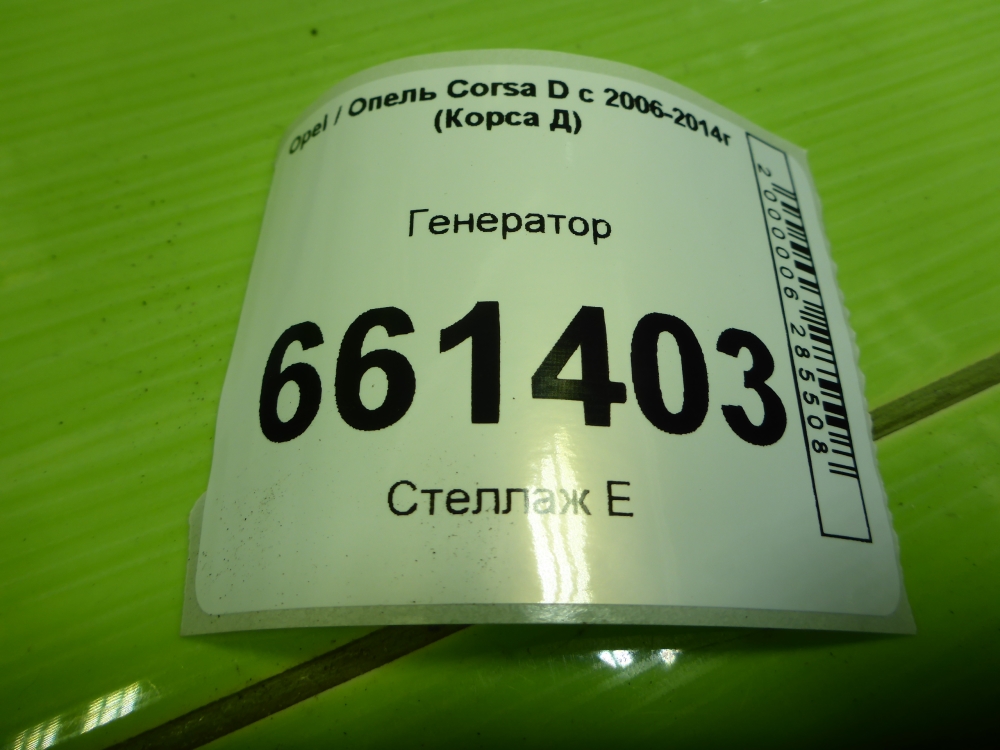 Opel / Опель Corsa D с 2006-2014г
(Корса Д)
Генератор
661403
Стеллаж Е
2000006285508